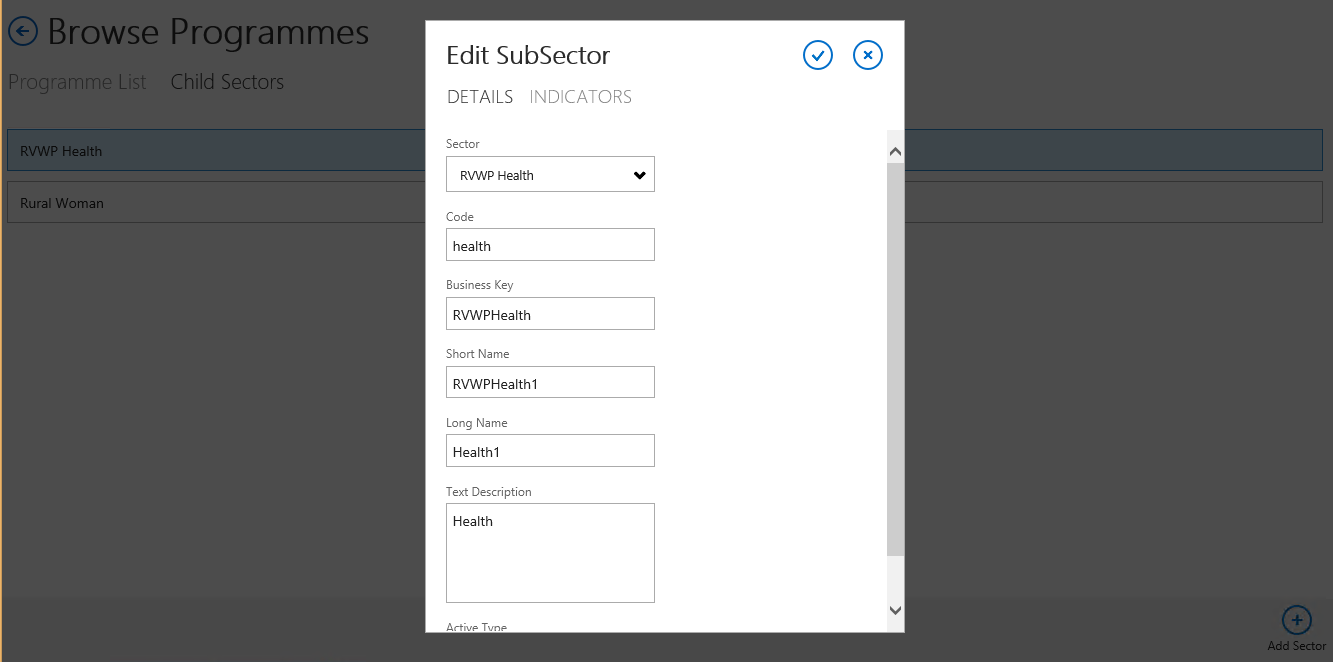 Browse Programmes
Programme List Child Sectors
RVWP Health
Rural Woman
Edit SubSector
DETAILS INDICATORS
Sector
RVWP Health
Code
health
Business Key
RVWPHealth
Short Name
RVWPHealth1
Long Name
Health1
Text Description
Health
Active Type
Add Sector